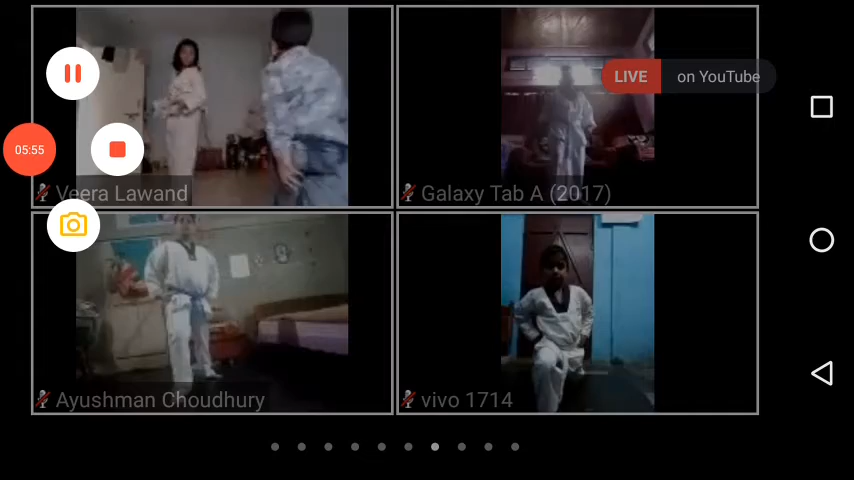 LIVE on YouTube
05:55
Veera Lawand
Galaxy Tab A (2017)
Ayushman Choudhury
vivo 1714